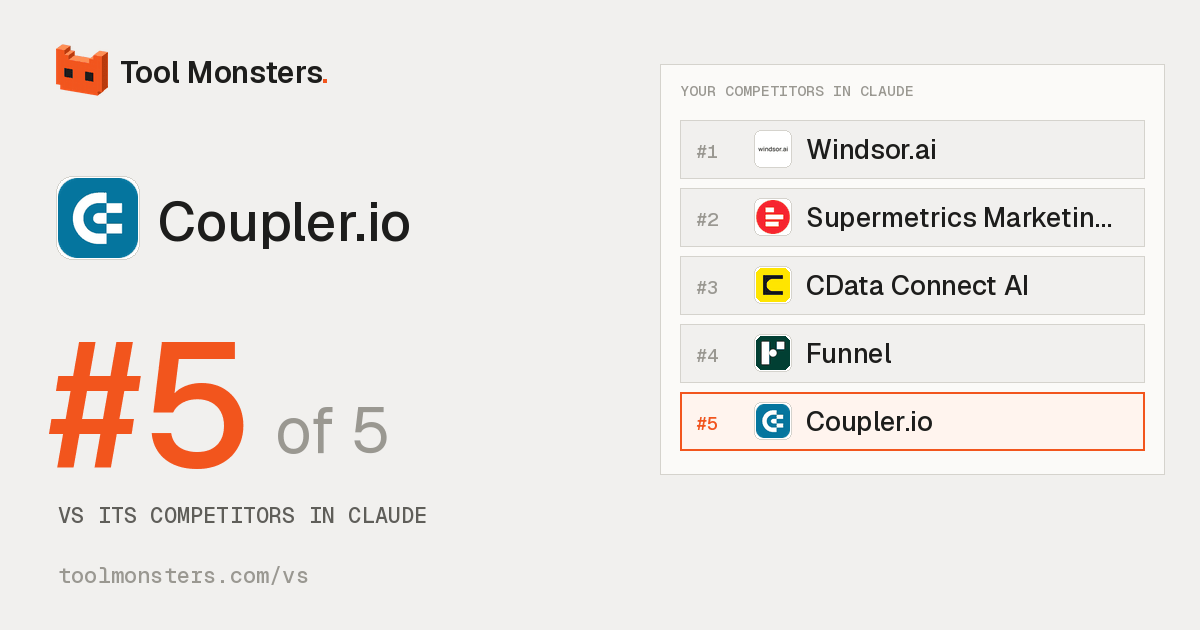 Tool Monsters.
Coupler.io
#5 of 5
VS ITS COMPETITORS IN CLAUDE
toolmonsters.com/vs
YOUR COMPETITORS IN CLAUDE
#1 windsor.ai Windsor.ai
#2 Supermetrics Marketin...
#3 CData Connect AI
#4 Funnel
#5 Coupler.io